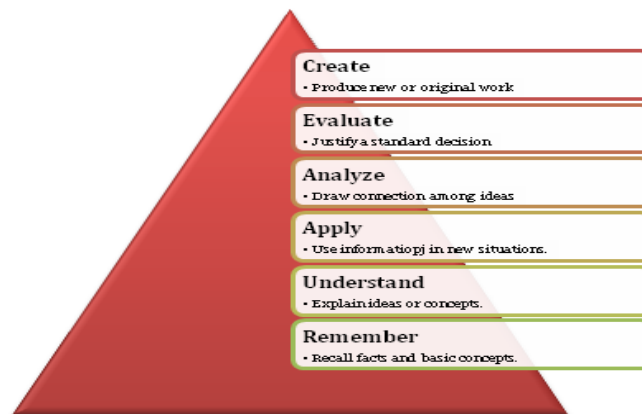 Create
• Produce new or original work
Evaluate
• Justify a standard decision
Analyze
• Draw connection among ideas
Apply
• Use informatiopj in new situations.
Understand
• Explain ideas or concepts.
Remember
• Recall facts and basic concepts.